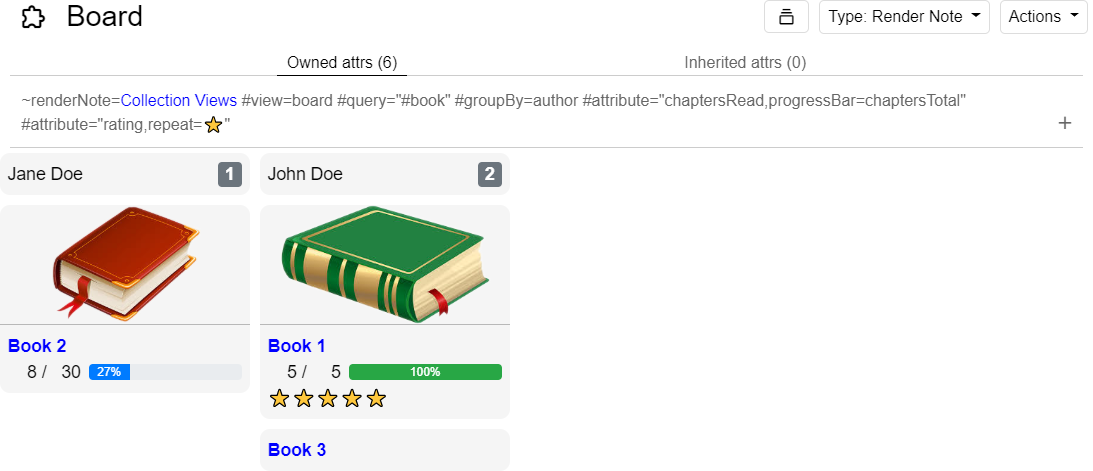 Board
Type: Render Note
Actions
Owned attrs (6)
Inherited attrs (0)
~renderNote=Collection Views #view=board #query="#book" #groupBy=author #attribute="chaptersRead,progressBar=chaptersTotal"
#attribute="rating,repeat=⭐"
+
Jane Doe 1
John Doe 2
Book 2
8 / 30 27%
Book 1
5 / 5 100%
⭐⭐⭐⭐⭐
Book 3